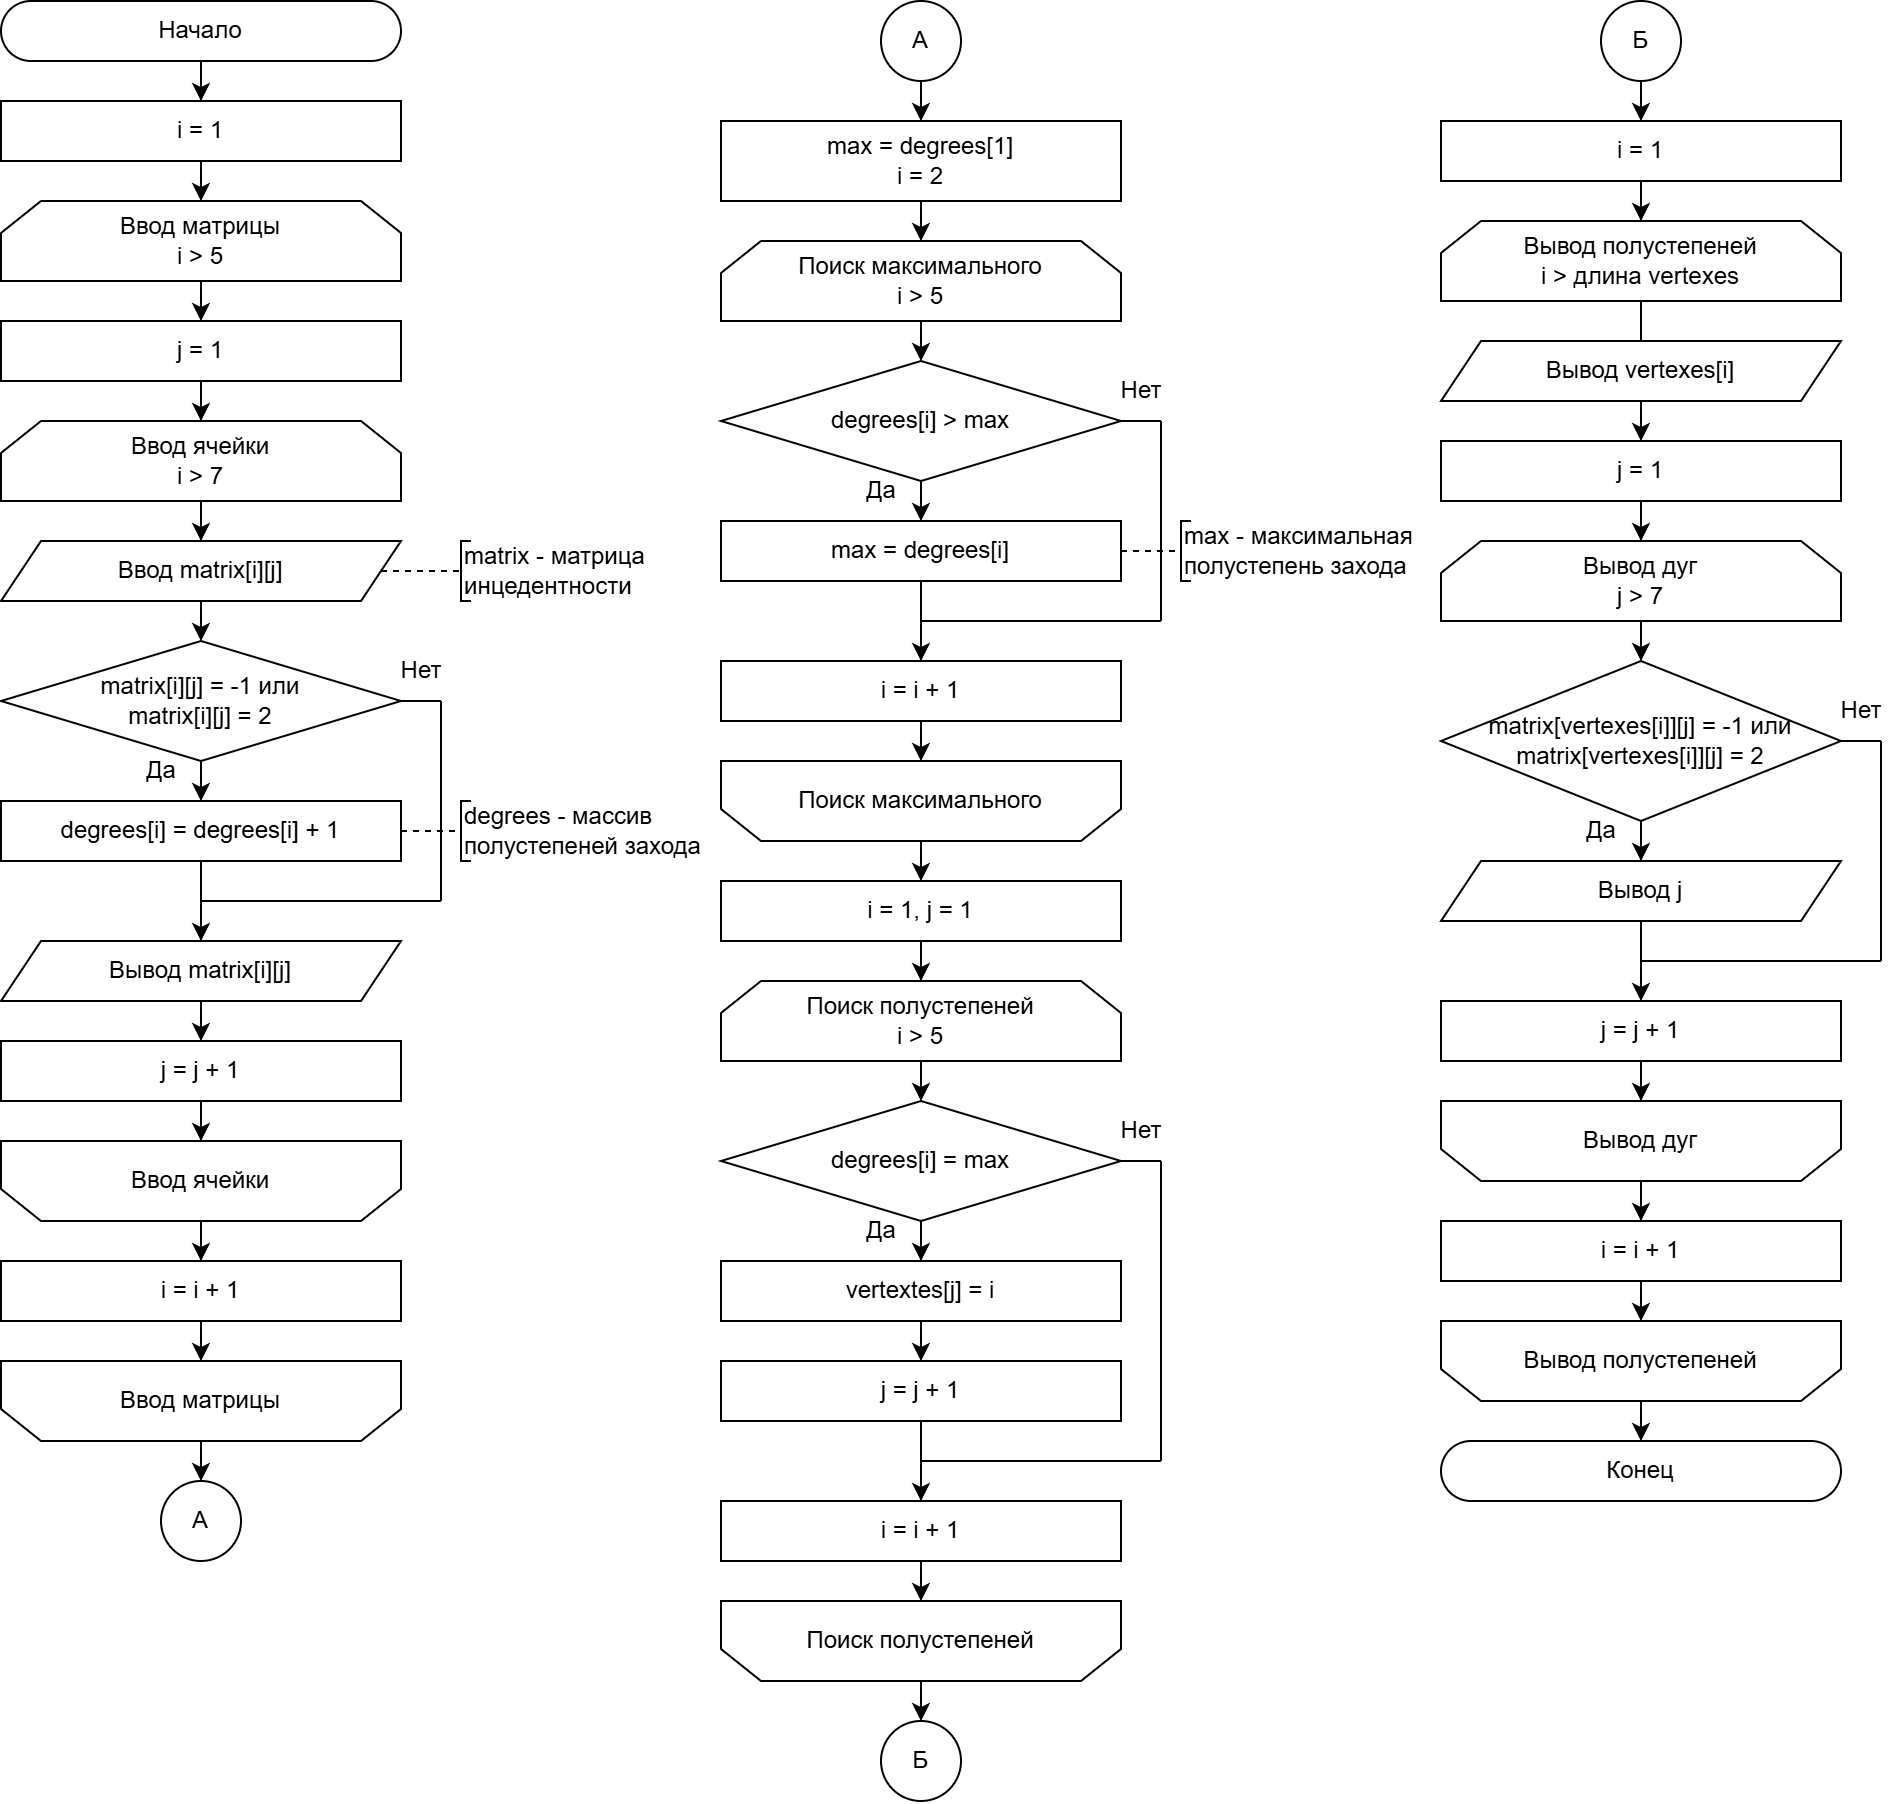 Начало
i = 1
Ввод матрицы
i > 5
j = 1
Ввод ячейки
i > 7
Ввод matrix[i][j]
matrix - матрица
инцедентности
matrix[i][j] = -1 или
matrix[i][j] = 2
Нет
Да
degrees[i] = degrees[i] + 1
degrees - массив
полустепеней захода
Вывод matrix[i][j]
j = j + 1
Ввод ячейки
i = i + 1
Ввод матрицы
А
А
max = degrees[1]
i = 2
Поиск максимального
i > 5
degrees[i] > max
Нет
Да
max = degrees[i]
max - максимальная
полустепень захода
i = i + 1
Поиск максимального
i = 1, j = 1
Поиск полустепеней
i > 5
degrees[i] = max
Нет
Да
vertextes[j] = i
j = j + 1
i = i + 1
Поиск полустепеней
Б
Б
i = 1
Вывод полустепеней
i > длина vertexes
Вывод vertexes[i]
j = 1
Вывод дуг
j > 7
matrix[vertexes[i]][j] = -1 или
matrix[vertexes[i]][j] = 2
Нет
Да
Вывод j
j = j + 1
Вывод дуг
i = i + 1
Вывод полустепеней
Конец